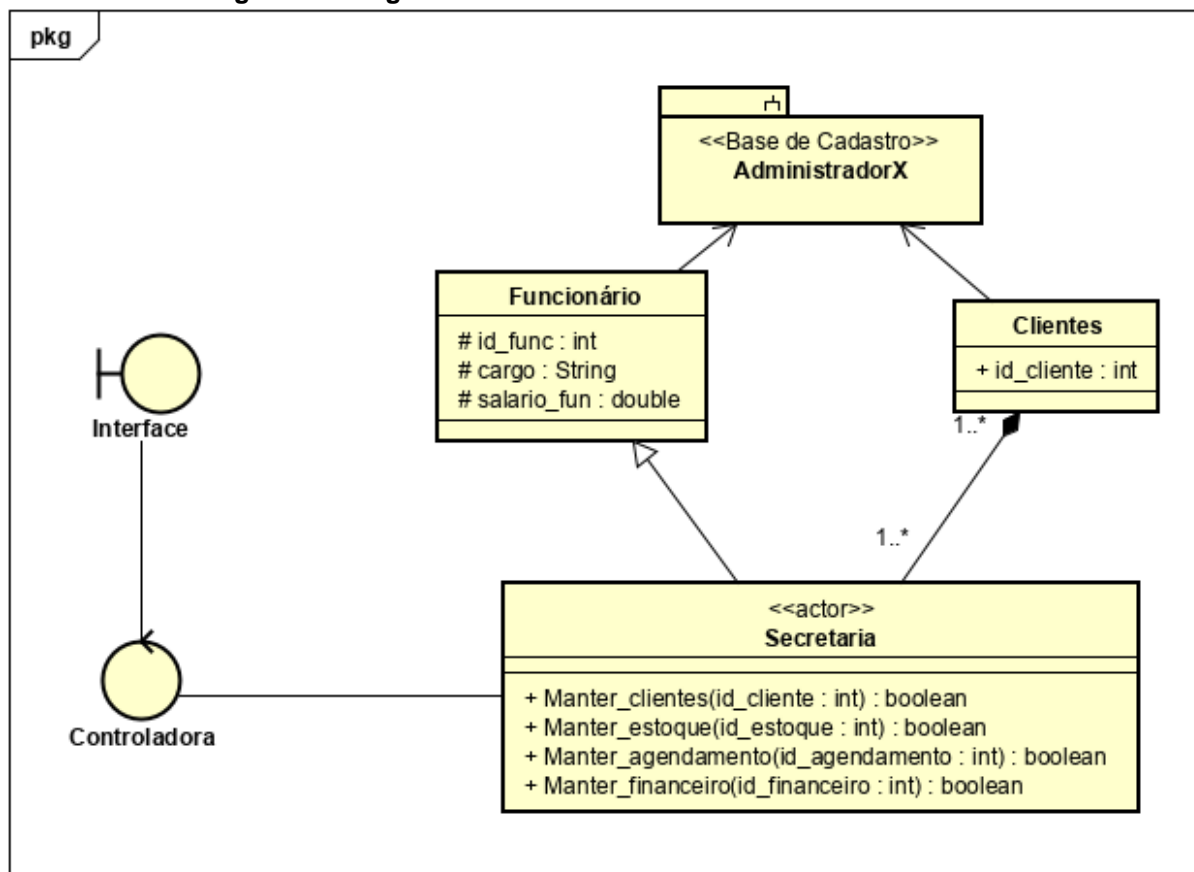 pkg
<<Base de Cadastro>>
AdministradorX
Funcionário
# id_func : int
# cargo : String
# salario_fun : double
Clientes
+ id_cliente : int
1..*
Interface
1..*
<<actor>>
Secretaria
+ Manter_clientes(id_cliente : int) : boolean
+ Manter_estoque(id_estoque : int) : boolean
+ Manter_agendamento(id_agendamento : int) : boolean
+ Manter_financeiro(id_financeiro : int) : boolean
Controladora